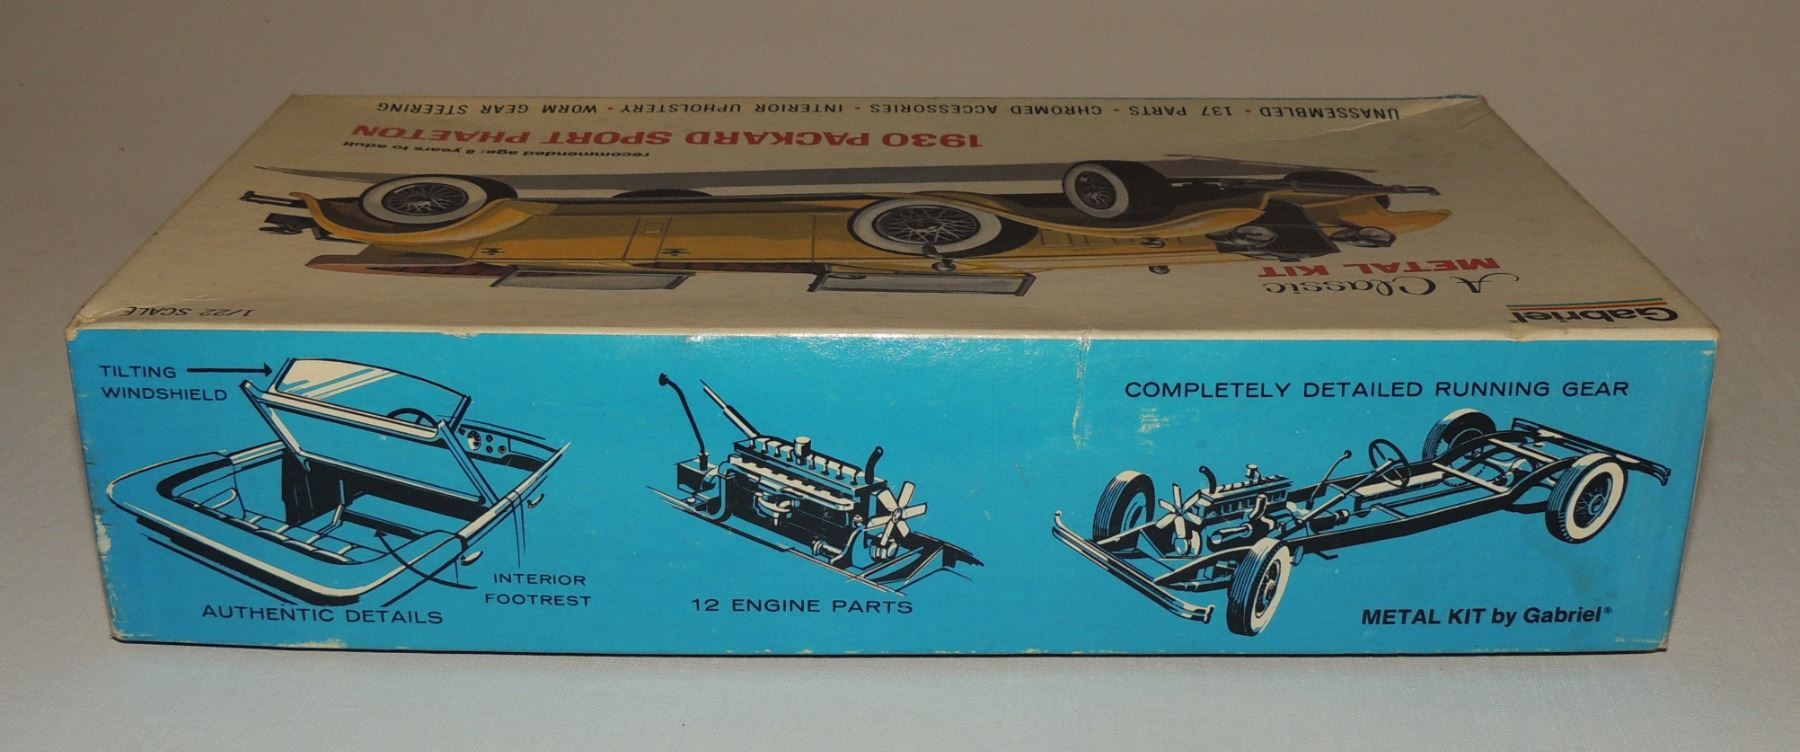 UNASSEMBLED • 137 PARTS • CHROMED ACCESSORIES • INTERIOR UPHOLSTERY • WORM GEAR STEERING
1930 PACKARD SPORT PHAETON
recommended age: 8 years to adult
A Classic
METAL KIT
Gabriel
1/22 SCALE
TILTING
WINDSHIELD
INTERIOR
FOOTREST
AUTHENTIC DETAILS
12 ENGINE PARTS
COMPLETELY DETAILED RUNNING GEAR
METAL KIT by Gabriel®